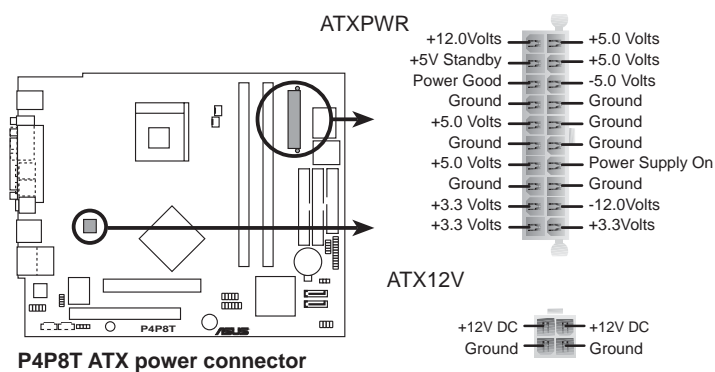 ATXPWR
+12.0Volts +5.0 Volts
+5V Standby +5.0 Volts
Power Good -5.0 Volts
Ground Ground
+5.0 Volts Ground
Ground Ground
+5.0 Volts Power Supply On
Ground Ground
+3.3 Volts -12.0Volts
+3.3 Volts +3.3Volts
ATX12V
+12V DC +12V DC
Ground Ground
P4P8T
ASUS
P4P8T ATX power connector